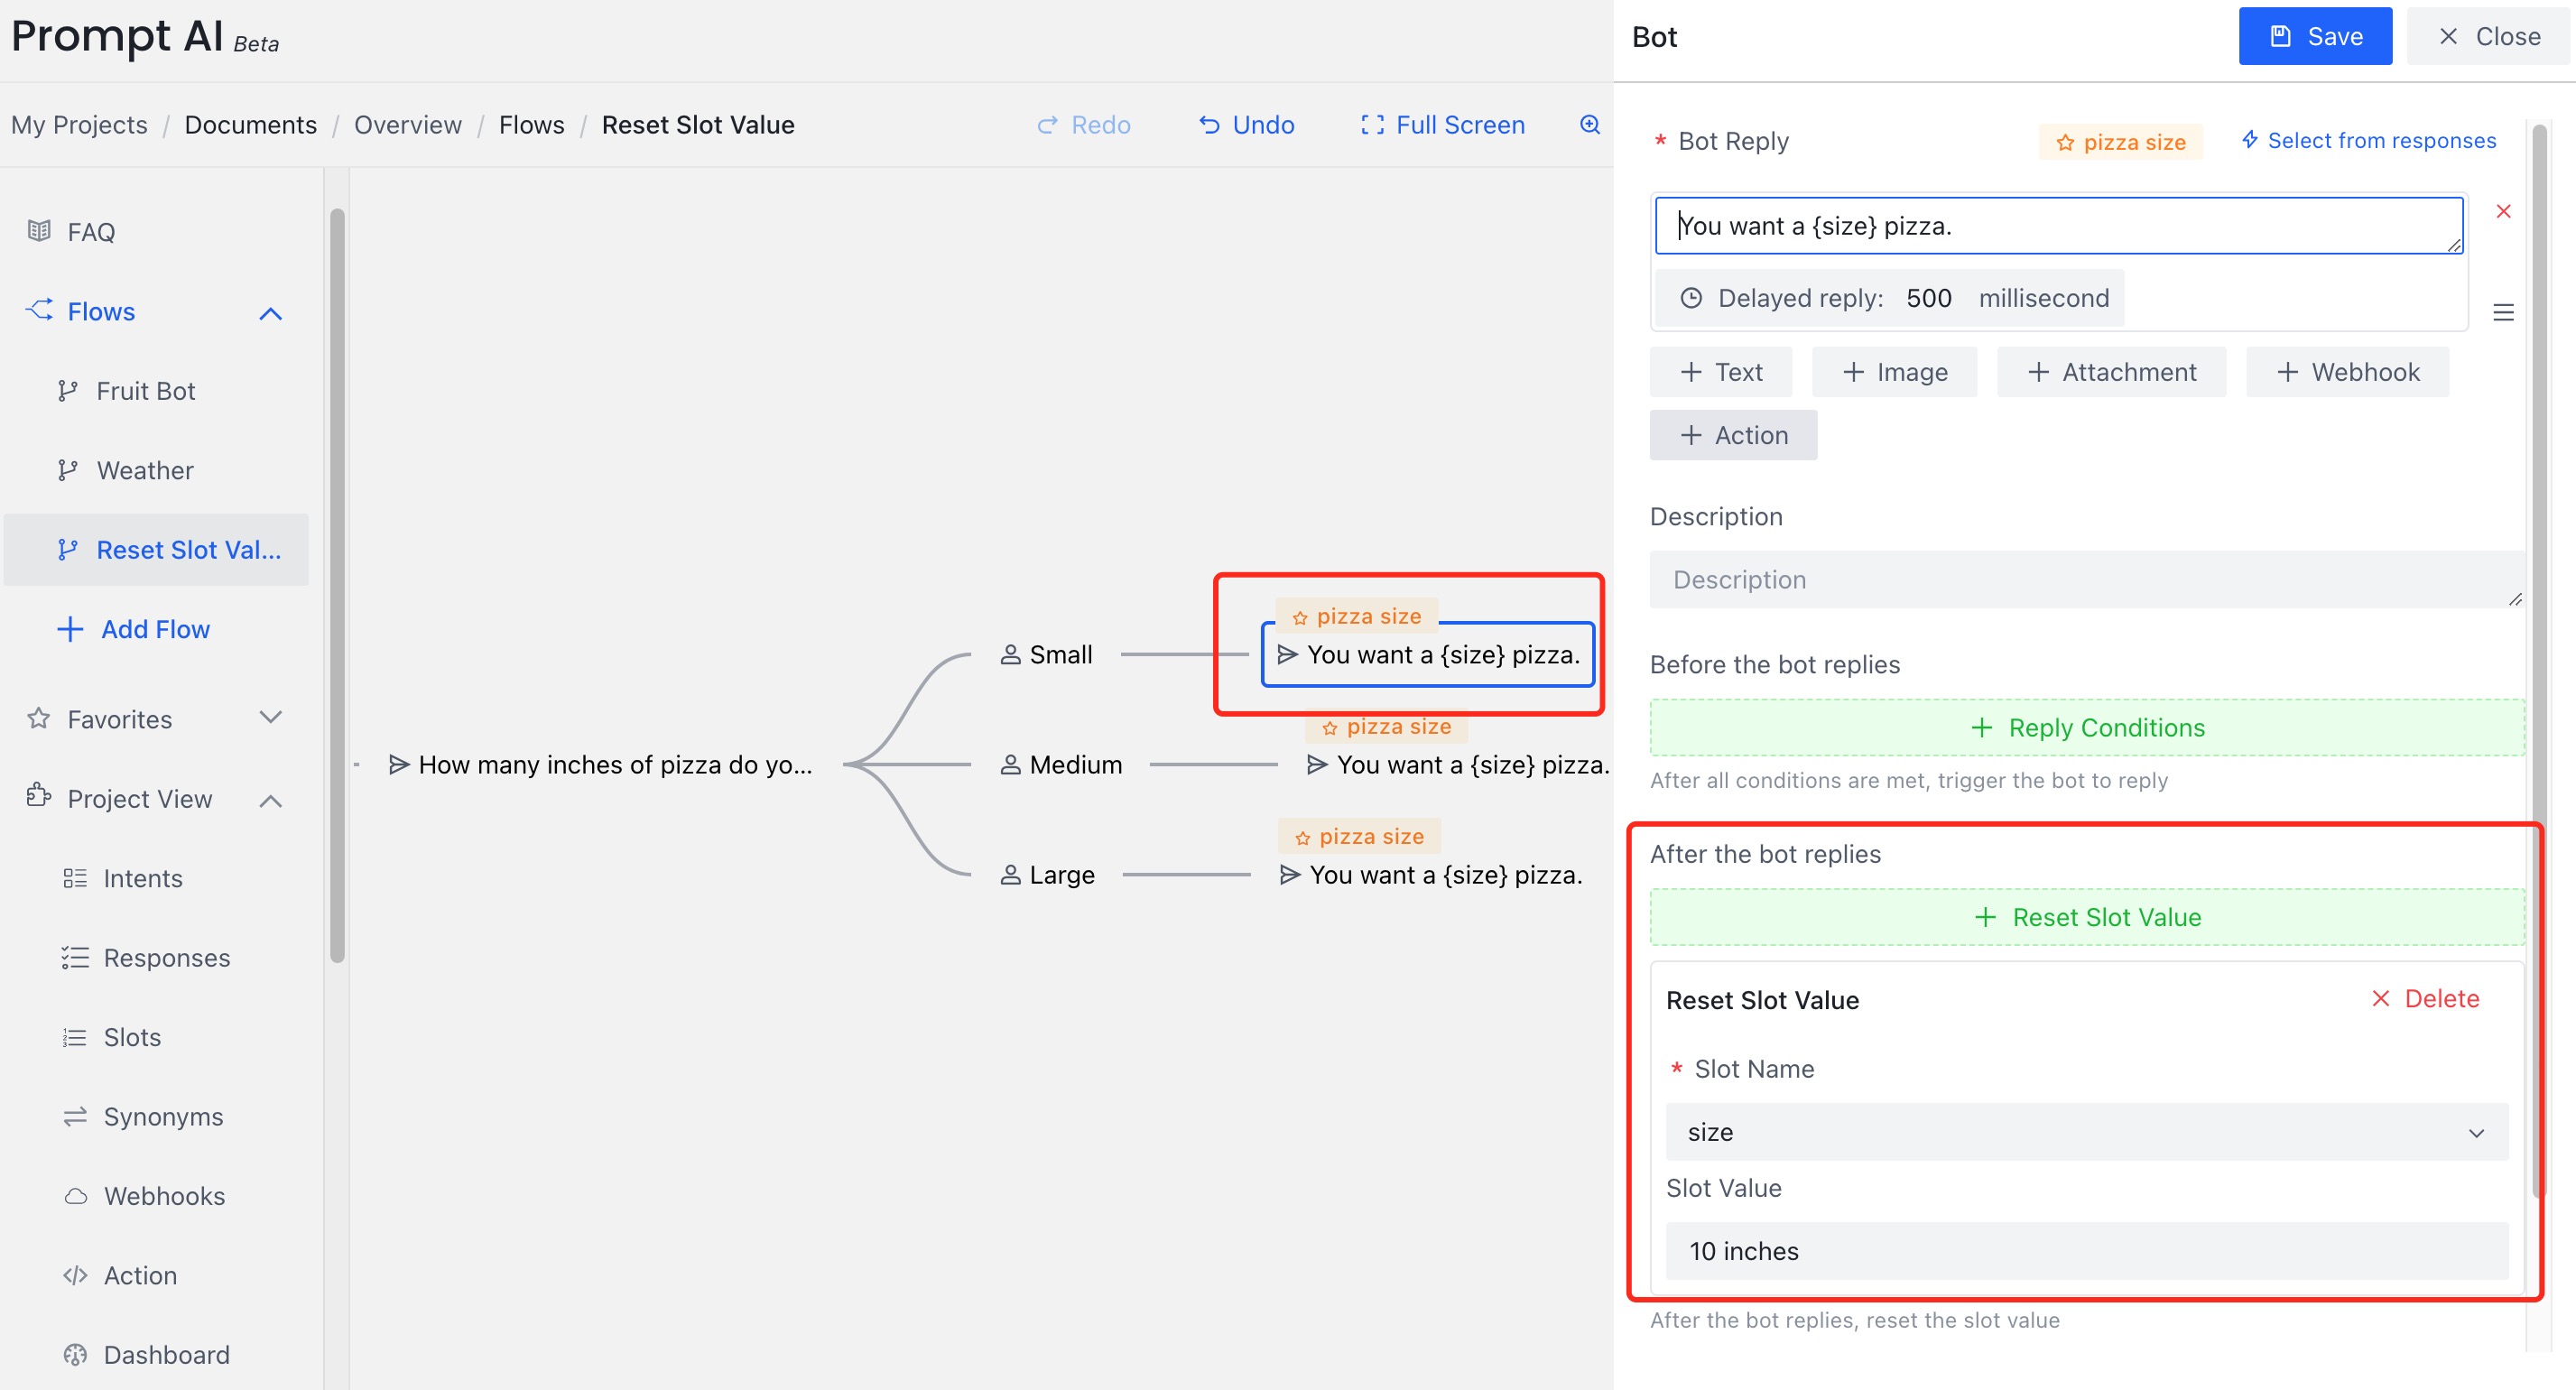 Prompt AI Beta
My Projects / Documents / Overview / Flows / Reset Slot Value
Redo
Undo
Full Screen
FAQ
Flows
Fruit Bot
Weather
Reset Slot Val...
Add Flow
Favorites
Project View
Intents
Responses
Slots
Synonyms
Webhooks
Action
Dashboard
How many inches of pizza do yo...
Small
pizza size
You want a {size} pizza.
Medium
pizza size
You want a {size} pizza.
Large
pizza size
You want a {size} pizza.
Bot
Save
Close
* Bot Reply
pizza size
Select from responses
You want a {size} pizza.
Delayed reply: 500 millisecond
+ Text
+ Image
+ Attachment
+ Webhook
+ Action
Description
Description
Before the bot replies
+ Reply Conditions
After all conditions are met, trigger the bot to reply
After the bot replies
+ Reset Slot Value
Reset Slot Value
Delete
* Slot Name
size
Slot Value
10 inches
After the bot replies, reset the slot value